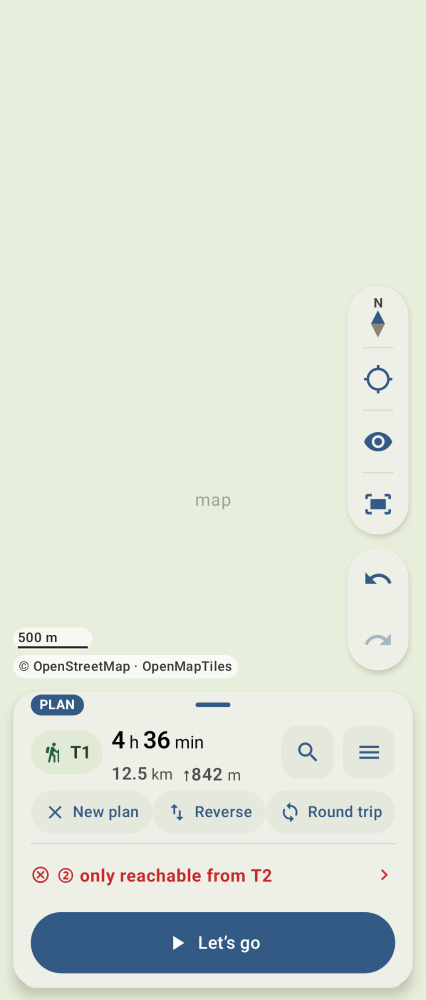 N
map
500 m
© OpenStreetMap · OpenMapTiles
PLAN
T1
4 h 36 min
12.5 km ↑842 m
New plan
Reverse
Round trip
② only reachable from T2
Let's go